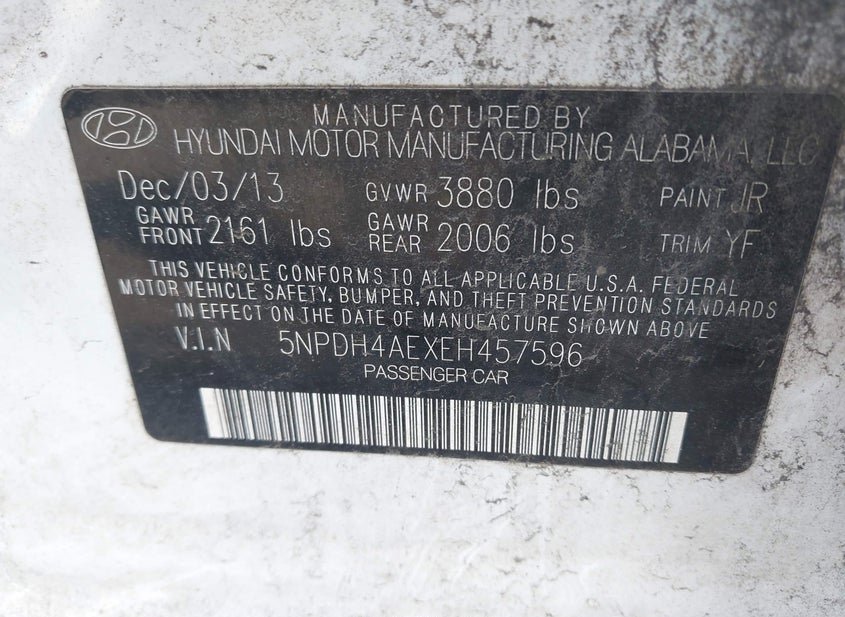 MANUFACTURED BY
HYUNDAI MOTOR MANUFACTURING ALABAMA, LLC
Dec/03/13 GVWR 3880 lbs PAINT JR
GAWR FRONT 2161 lbs GAWR REAR 2006 lbs TRIM YF
THIS VEHICLE CONFORMS TO ALL APPLICABLE U.S.A. FEDERAL
MOTOR VEHICLE SAFETY, BUMPER, AND THEFT PREVENTION STANDARDS
IN EFFECT ON THE DATE OF MANUFACTURE SHOWN ABOVE
V.I.N 5NPDH4AEXEH457596
PASSENGER CAR